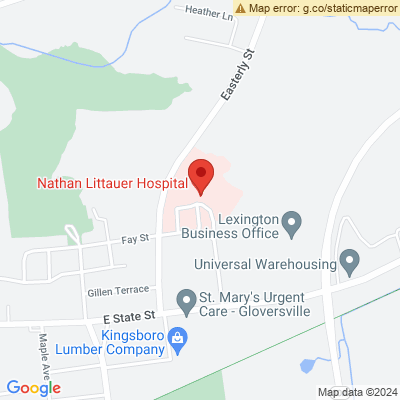 Map error: g.co/staticmaperror
Heather Ln
Easterly St
Nathan Littauer Hospital
Lexington
Business Office
Fay St
Universal Warehousing
Gillen Terrace
St. Mary's Urgent
Care - Gloversville
E State St
Kingsboro
Lumber Company
Maple Ave
Google
Map data ©2024